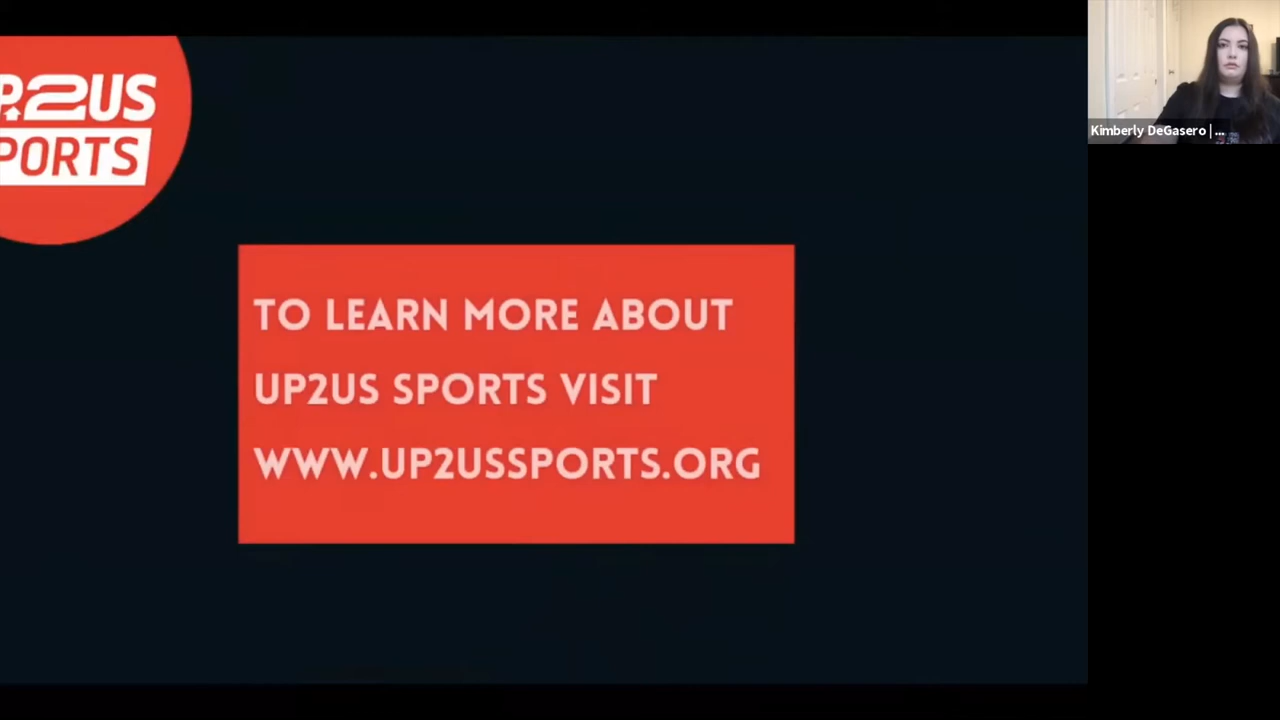 P2US
PORTS
TO LEARN MORE ABOUT
UP2US SPORTS VISIT
WWW.UP2USSPORTS.ORG
Kimberly DeGasero | ...